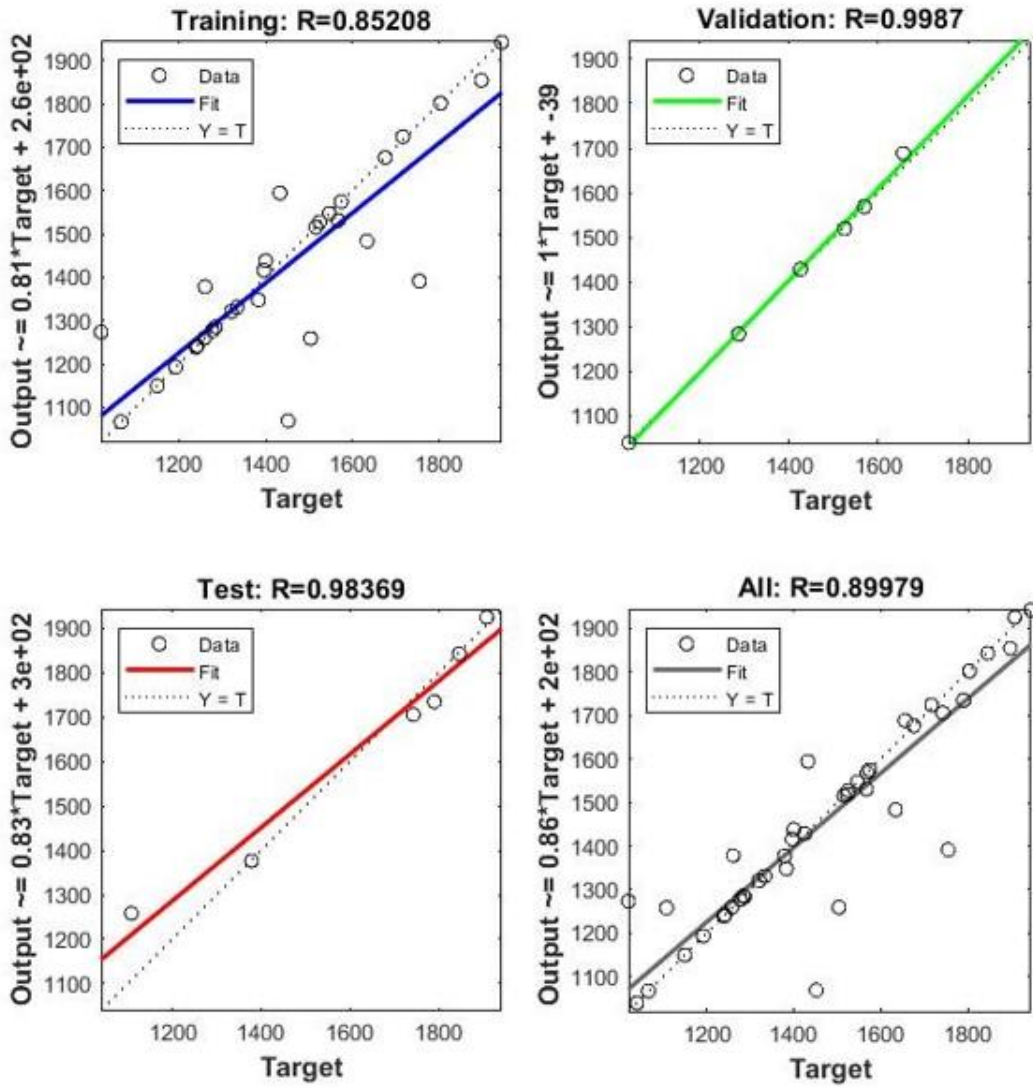 Training: R=0.85208
Output ~= 0.81*Target + 2.6e+02
Data
Fit
Y = T
1900
1800
1700
1600
1500
1400
1300
1200
1100
1200 1400 1600 1800
Target
Validation: R=0.9987
Output ~= 1*Target + -39
Data
Fit
Y = T
1900
1800
1700
1600
1500
1400
1300
1200
1100
1200 1400 1600 1800
Target
Test: R=0.98369
Output ~= 0.83*Target + 3e+02
Data
Fit
Y = T
1900
1800
1700
1600
1500
1400
1300
1200
1100
1200 1400 1600 1800
Target
All: R=0.89979
Output ~= 0.86*Target + 2e+02
Data
Fit
Y = T
1900
1800
1700
1600
1500
1400
1300
1200
1100
1200 1400 1600 1800
Target